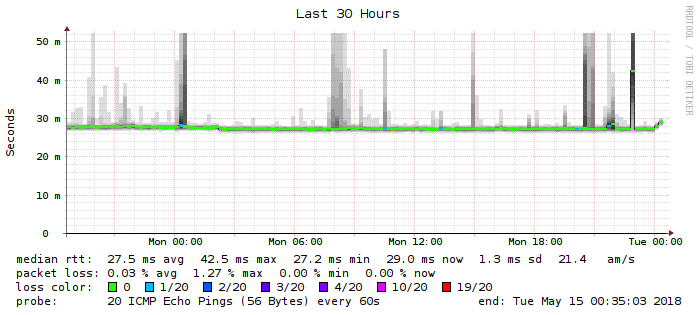 Last 30 Hours
RRDTOOL / TOBI OETIKER
Seconds
50 m
40 m
30 m
20 m
10 m
0
Mon 00:00 Mon 06:00 Mon 12:00 Mon 18:00 Tue 00:00
median rtt: 27.5 ms avg 42.5 ms max 27.2 ms min 29.0 ms now 1.3 ms sd 21.4 am/s
packet loss: 0.03 % avg 1.27 % max 0.00 % min 0.00 % now
loss color: 0 1/20 2/20 3/20 4/20 10/20 19/20
probe: 20 ICMP Echo Pings (56 Bytes) every 60s end: Tue May 15 00:35:03 2018